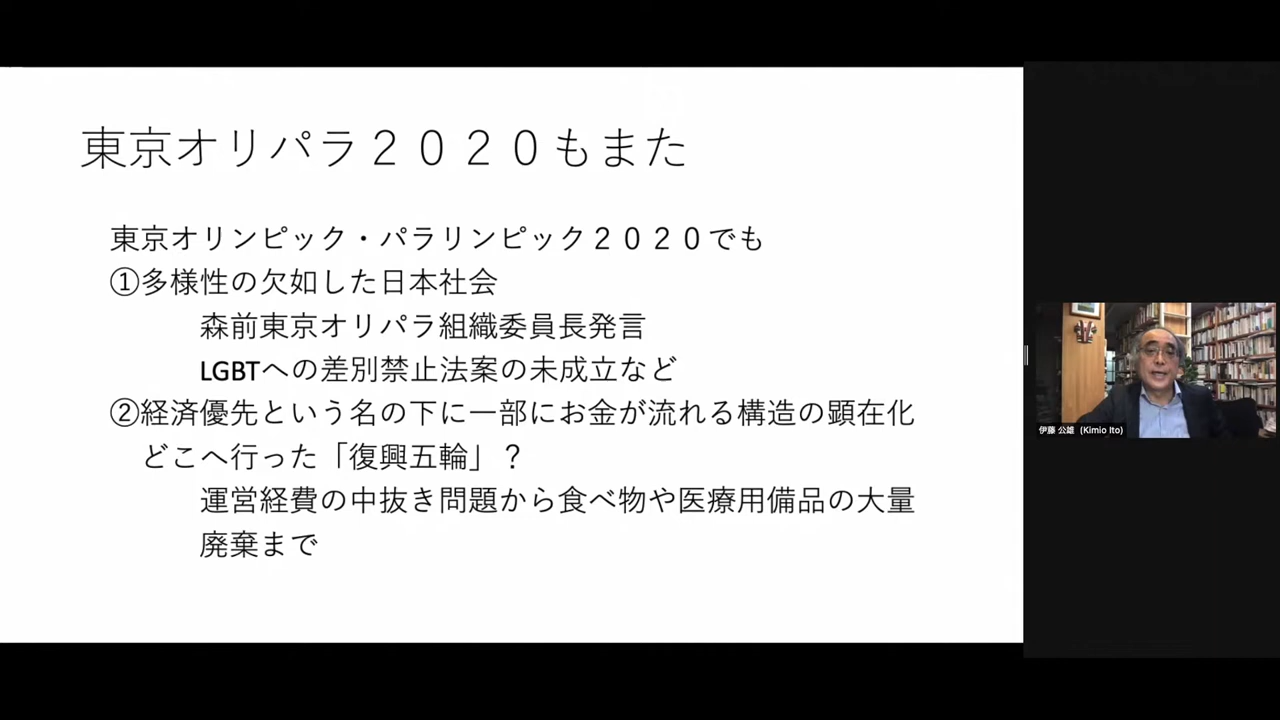 東京オリパラ２０２０もまた
東京オリンピック・パラリンピック２０２０でも
①多様性の欠如した日本社会
森前東京オリパラ組織委員長発言
LGBTへの差別禁止法案の未成立など
②経済優先という名の下に一部にお金が流れる構造の顕在化
どこへ行った「復興五輪」？
運営経費の中抜き問題から食べ物や医療用備品の大量
廃棄まで
伊藤 公雄 (Kimio Ito)